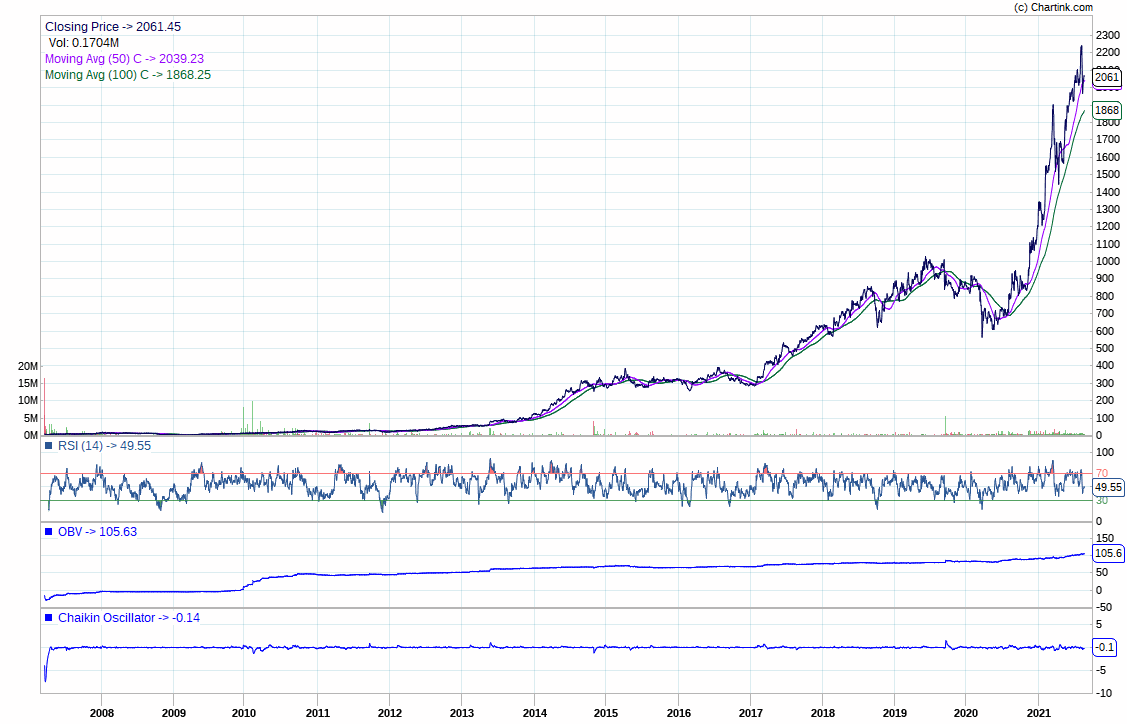 (c) Chartink.com
Closing Price -> 2061.45
Vol: 0.1704M
Moving Avg (50) C -> 2039.23
Moving Avg (100) C -> 1868.25
2300
2200
2061
1868
1800
1700
1600
1500
1400
1300
1200
1100
1000
900
800
700
600
500
400
300
200
100
0
20M
15M
10M
5M
0M
RSI (14) -> 49.55
100
70
49.55
30
0
OBV -> 105.63
150
105.6
50
0
-50
Chaikin Oscillator -> -0.14
5
-0.1
-5
-10
2008 2009 2010 2011 2012 2013 2014 2015 2016 2017 2018 2019 2020 2021